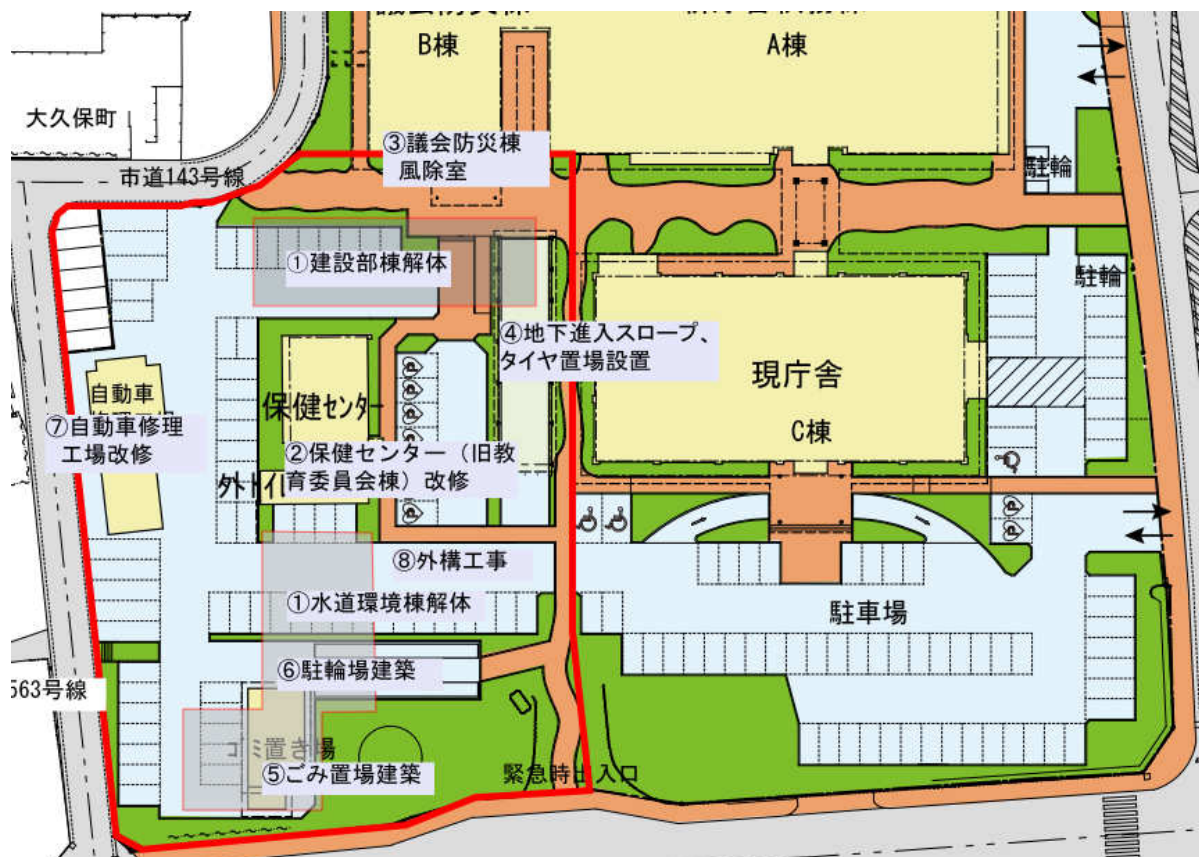 B棟
A棟
大久保町
③議会防災棟
風除室
市道143号線
駐輪
①建設部棟解体
駐輪
④地下進入スロープ、
タイヤ置場設置
現庁舎
C棟
自動車
保健センター
⑦自動車修理
工場改修
②保健センター（旧教
育委員会棟）改修
外トイレ
⑧外構工事
①水道環境棟解体
駐車場
⑥駐輪場建築
563号線
ゴミ置き場
⑤ごみ置場建築
緊急時出入口